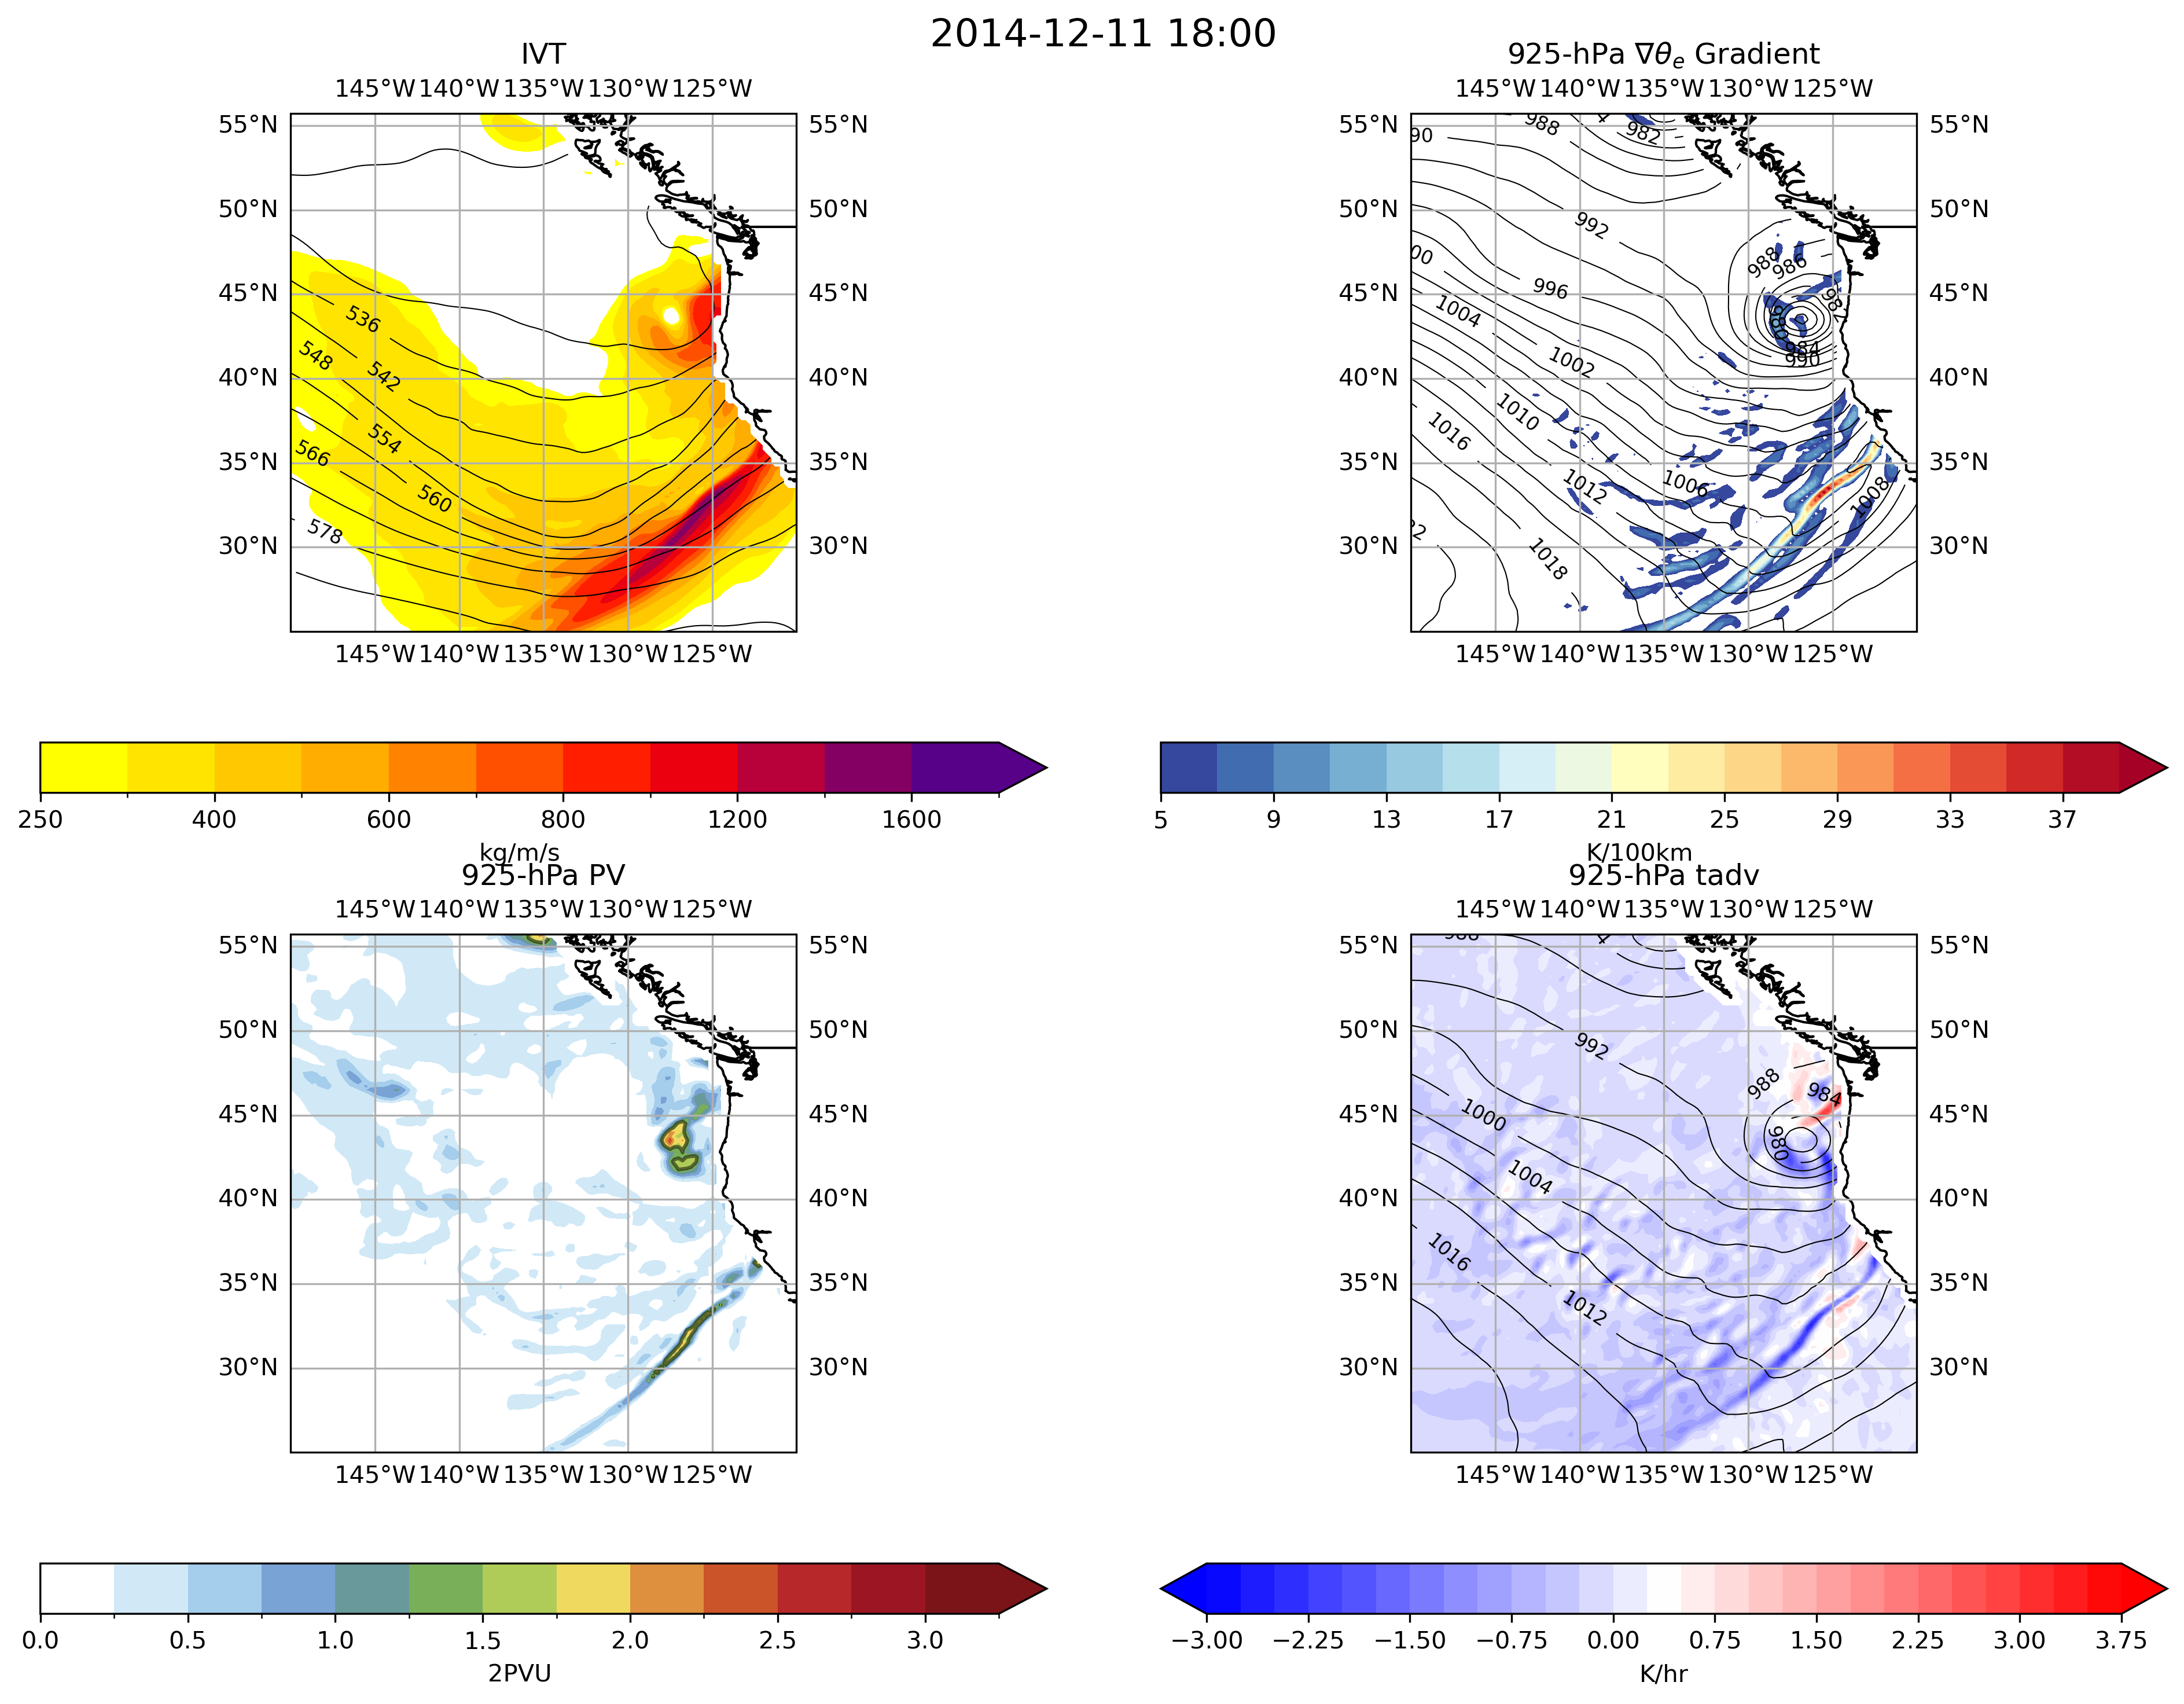 2014-12-11 18:00
IVT
145°W 140°W 135°W 130°W 125°W
55°N 55°N
50°N 50°N
45°N 45°N
40°N 40°N
35°N 35°N
30°N 30°N
536
548
542
554
566
560
578
145°W 140°W 135°W 130°W 125°W
250 400 600 800 1200 1600
kg/m/s
925-hPa ∇θe Gradient
145°W 140°W 135°W 130°W 125°W
55°N 55°N
50°N 50°N
45°N 45°N
40°N 40°N
35°N 35°N
30°N 30°N
988
982
992
988
986
996
1004
982
984
990
1002
1010
1016
1012
1006
1008
1018
145°W 140°W 135°W 130°W 125°W
5 9 13 17 21 25 29 33 37
K/100km
925-hPa PV
145°W 140°W 135°W 130°W 125°W
55°N 55°N
50°N 50°N
45°N 45°N
40°N 40°N
35°N 35°N
30°N 30°N
145°W 140°W 135°W 130°W 125°W
0.0 0.5 1.0 1.5 2.0 2.5 3.0
2PVU
925-hPa tadv
145°W 140°W 135°W 130°W 125°W
55°N 55°N
50°N 50°N
45°N 45°N
40°N 40°N
35°N 35°N
30°N 30°N
992
988
984
1000
980
1004
1016
1012
145°W 140°W 135°W 130°W 125°W
−3.00 −2.25 −1.50 −0.75 0.00 0.75 1.50 2.25 3.00 3.75
K/hr